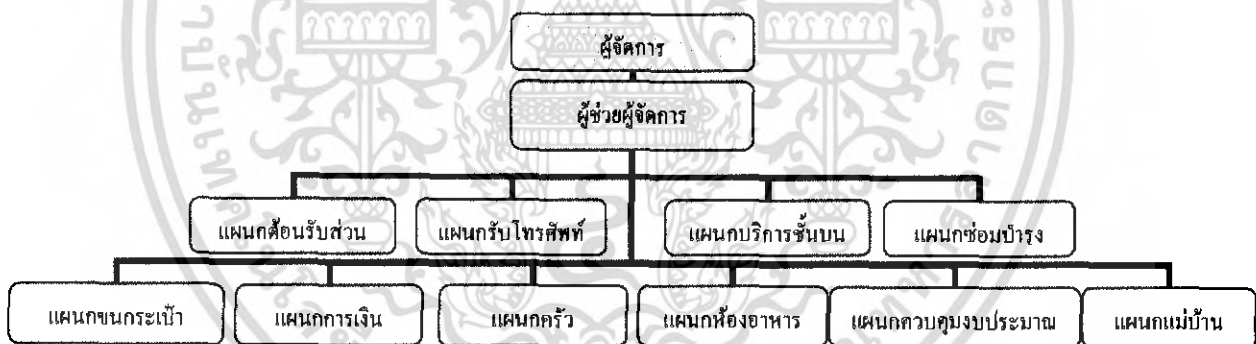 ผู้จัดการ
ผู้ช่วยผู้จัดการ
แผนกต้อนรับส่วน
แผนกรับโทรศัพท์
แผนกบริการชั้นบน
แผนกซ่อมบำรุง
แผนกขนกระเป๋า
แผนกการเงิน
แผนกครัว
แผนกห้องอาหาร
แผนกควบคุมงบประมาณ
แผนกแม่บ้าน